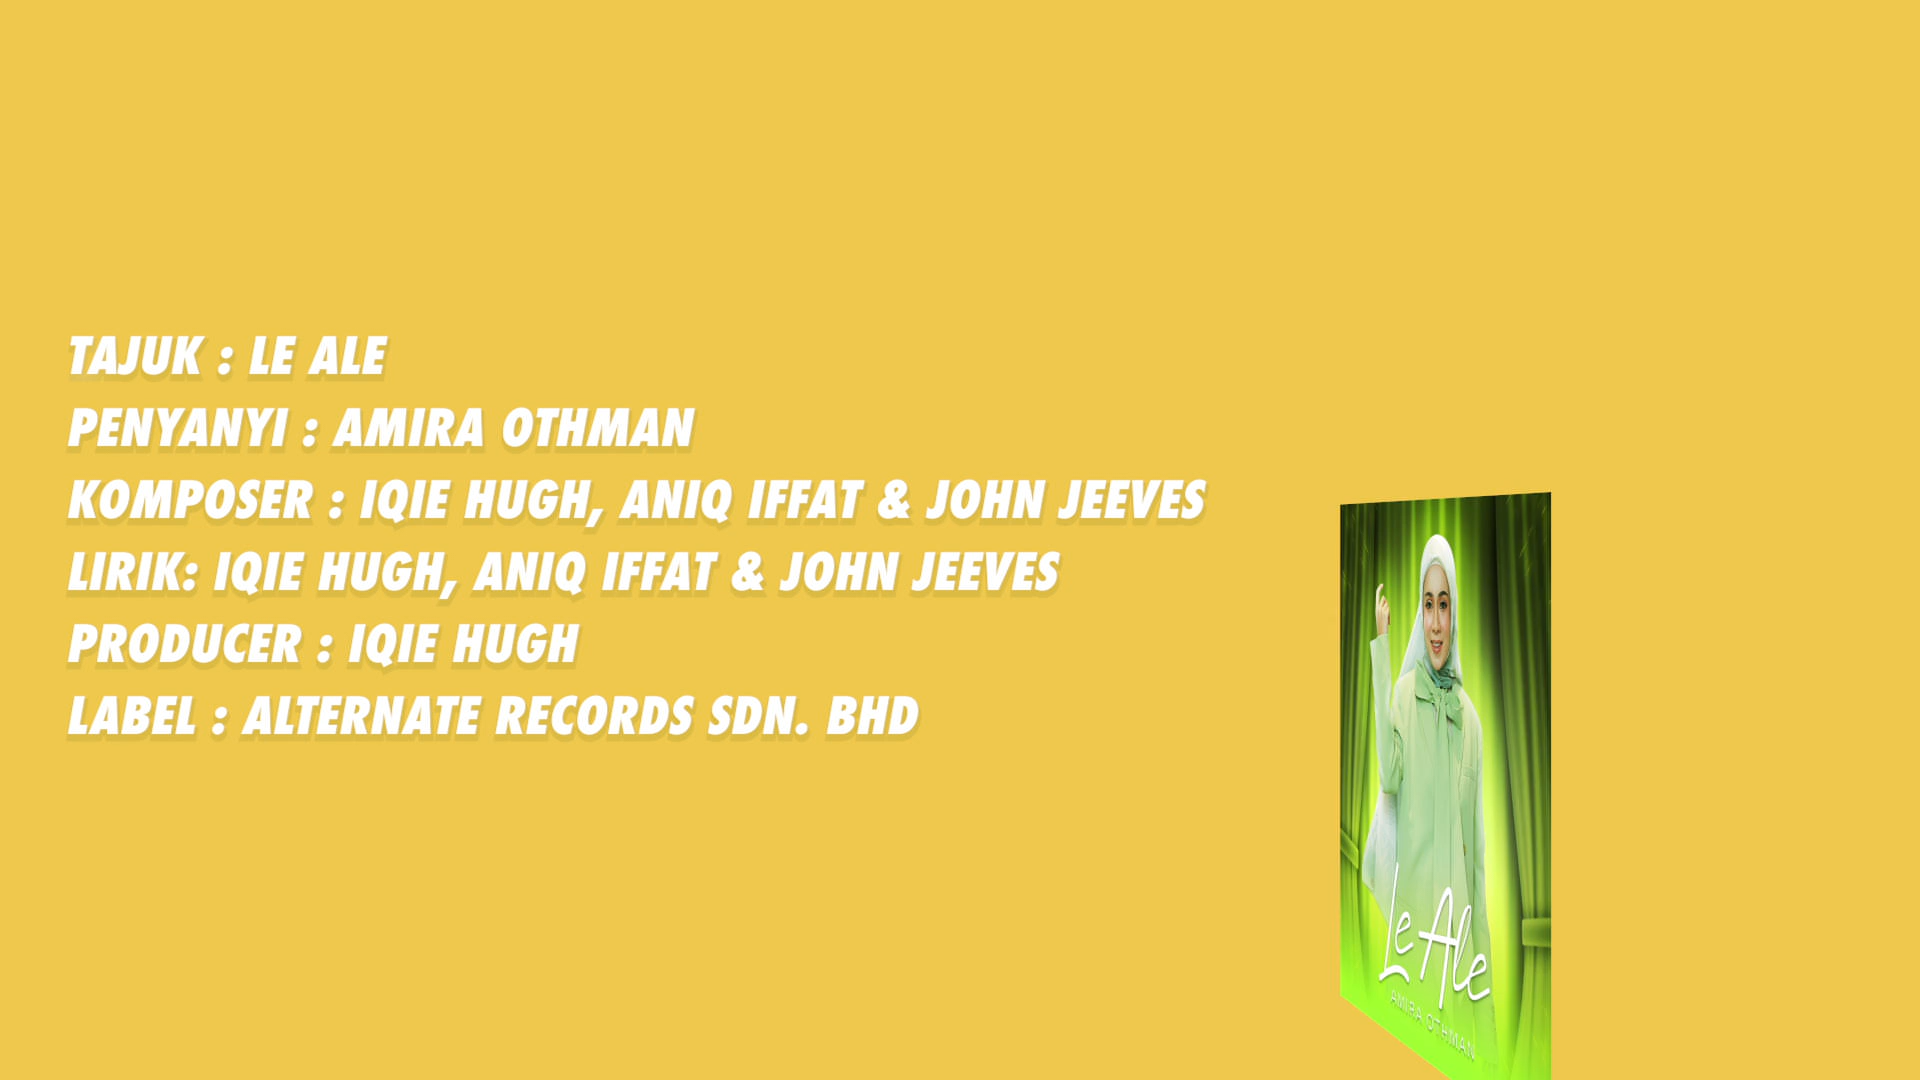 TAJUK : LE ALE
PENYANYI : AMIRA OTHMAN
KOMPOSER : IQIE HUGH, ANIQ IFFAT & JOHN JEEVES
LIRIK: IQIE HUGH, ANIQ IFFAT & JOHN JEEVES
PRODUCER : IQIE HUGH
LABEL : ALTERNATE RECORDS SDN. BHD
Le Ale
AMIRA OTHMAN